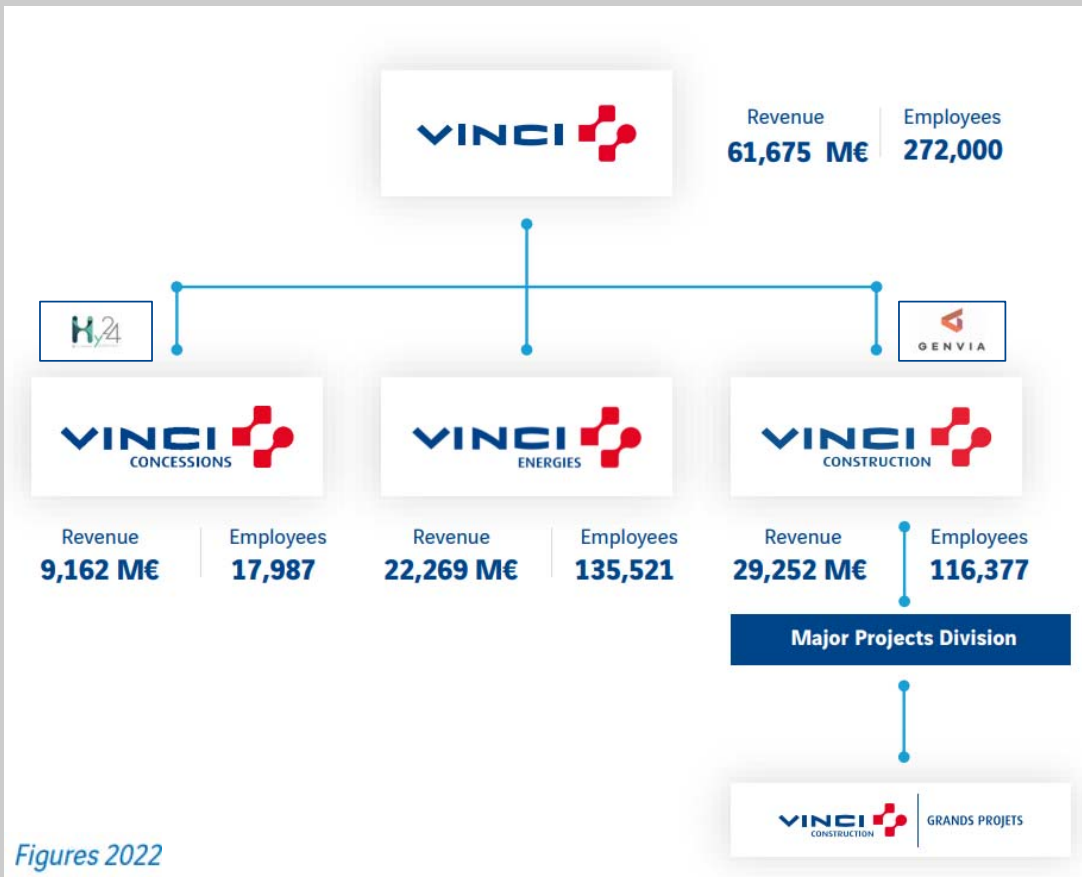 VINCI
Revenue Employees
61,675 M€ 272,000
Hy24
GENVIA
VINCI
CONCESSIONS
VINCI
ENERGIES
VINCI
CONSTRUCTION
Revenue Employees
9,162 M€ 17,987
Revenue Employees
22,269 M€ 135,521
Revenue Employees
29,252 M€ 116,377
Major Projects Division
VINCI
CONSTRUCTION
GRANDS PROJETS
Figures 2022